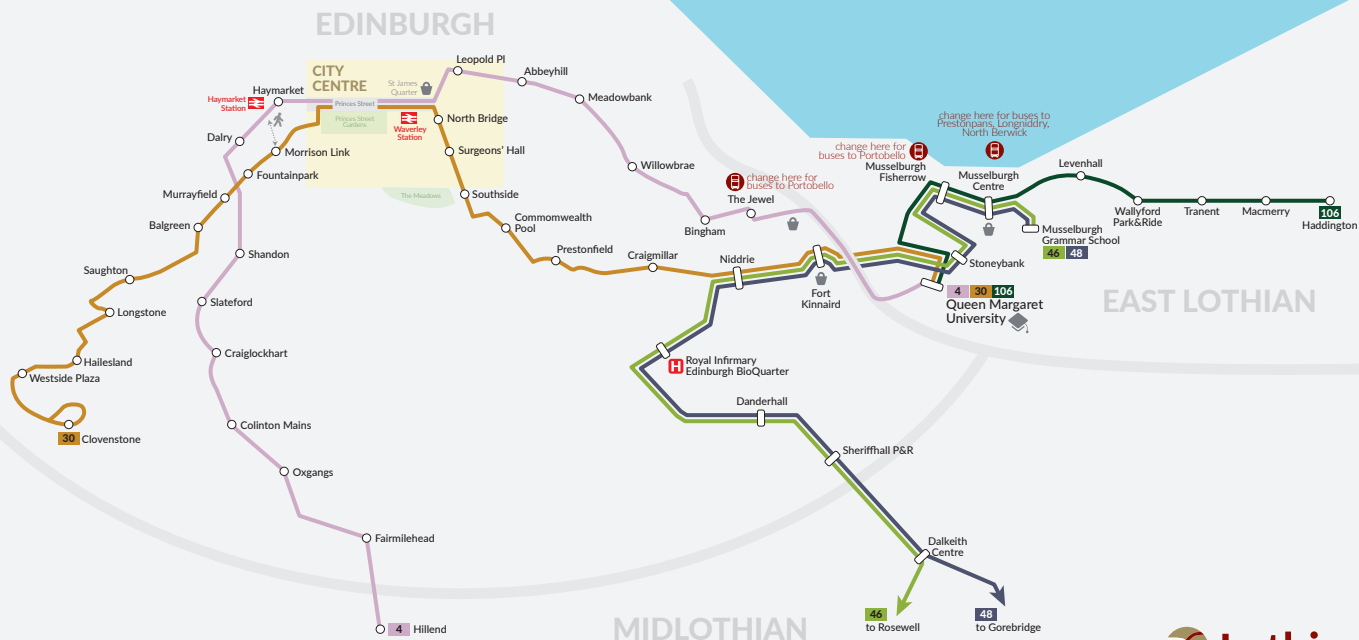 EDINBURGH
CITY
CENTRE
Leopold Pl
Abbeyhill
St James
Quarter
Haymarket
Haymarket
Station
Princes Street
Princes Street
Gardens
Waverley
Station
Meadowbank
North Bridge
Dalry
Morrison Link
Surgeons' Hall
Fountainpark
Willowbrae
Murrayfield
The Meadows
Southside
change here for
buses to Portobello
The Jewel
change here for
buses to Portobello
Musselburgh
Fisherrow
change here for buses to
Prestonpans, Longniddry,
North Berwick
Musselburgh
Centre
Levenhall
Wallyford
Park&Ride
Tranent
Macmerry
106
Haddington
Balgreen
Commonwealth
Pool
Bingham
Musselburgh
Grammar School
46 48
Shandon
Prestonfield
Craigmillar
Niddrie
Stoneybank
Saughton
Fort
Kinnaird
4 30 106
Queen Margaret
University
EAST LOTHIAN
Slateford
Longstone
Craiglockhart
Hailesland
Westside Plaza
Royal Infirmary
Edinburgh BioQuarter
H
Danderhall
30 Clovenstone
Colinton Mains
Sheriffhall P&R
Oxgangs
Fairmilehead
Dalkeith
Centre
46
to Rosewell
48
to Gorebridge
4 Hillend
MIDLOTHIAN